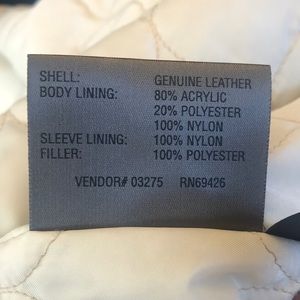 SHELL: GENUINE LEATHER
BODY LINING: 80% ACRYLIC
20% POLYESTER
100% NYLON
SLEEVE LINING: 100% NYLON
FILLER: 100% POLYESTER
VENDOR# 03275 RN69426